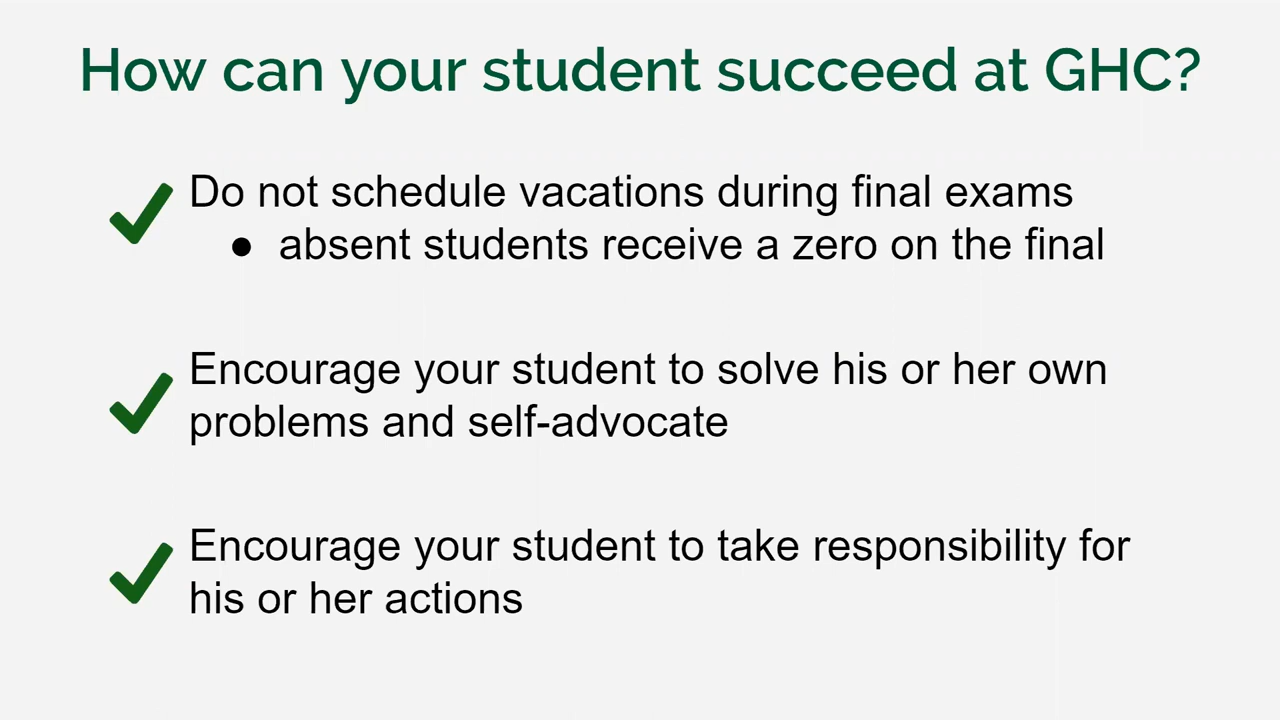 How can your student succeed at GHC?
Do not schedule vacations during final exams
● absent students receive a zero on the final
Encourage your student to solve his or her own
problems and self-advocate
Encourage your student to take responsibility for
his or her actions